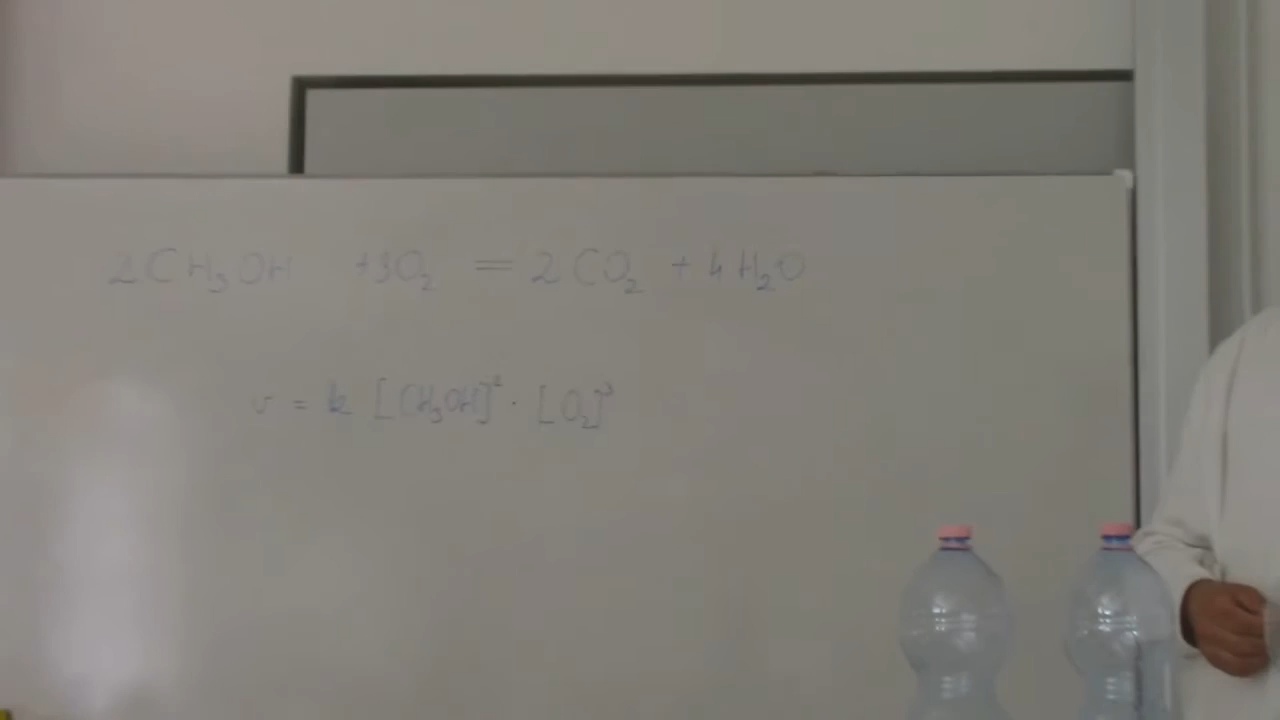 2CH₃OH +3O₂ = 2CO₂ + 4H₂O
v = k [CH₃OH]² · [O₂]³